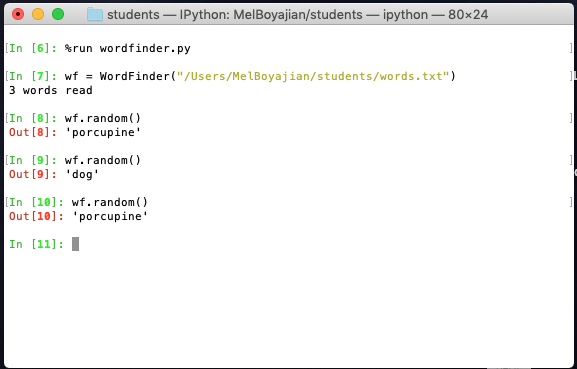 students — IPython: MelBoyajian/students — ipython — 80×24
[In [6]: %run wordfinder.py ]
[In [7]: wf = WordFinder("/Users/MelBoyajian/students/words.txt") ]
3 words read
[In [8]: wf.random() ]
Out[8]: 'porcupine'
[In [9]: wf.random() ]
Out[9]: 'dog'
[In [10]: wf.random() ]
Out[10]: 'porcupine'
In [11]: